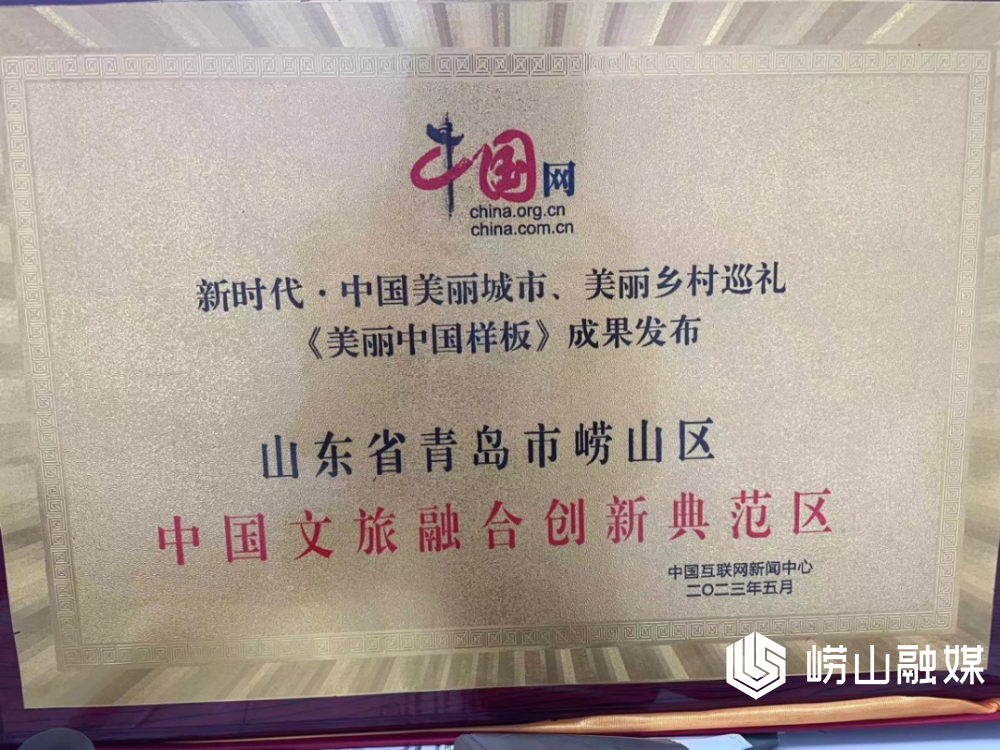 中国网
china.org.cn
china.com.cn
新时代·中国美丽城市、美丽乡村巡礼
《美丽中国样板》成果发布
山东省青岛市崂山区
中国文旅融合创新典范区
中国互联网新闻中心
二〇二三年五月
崂山融媒